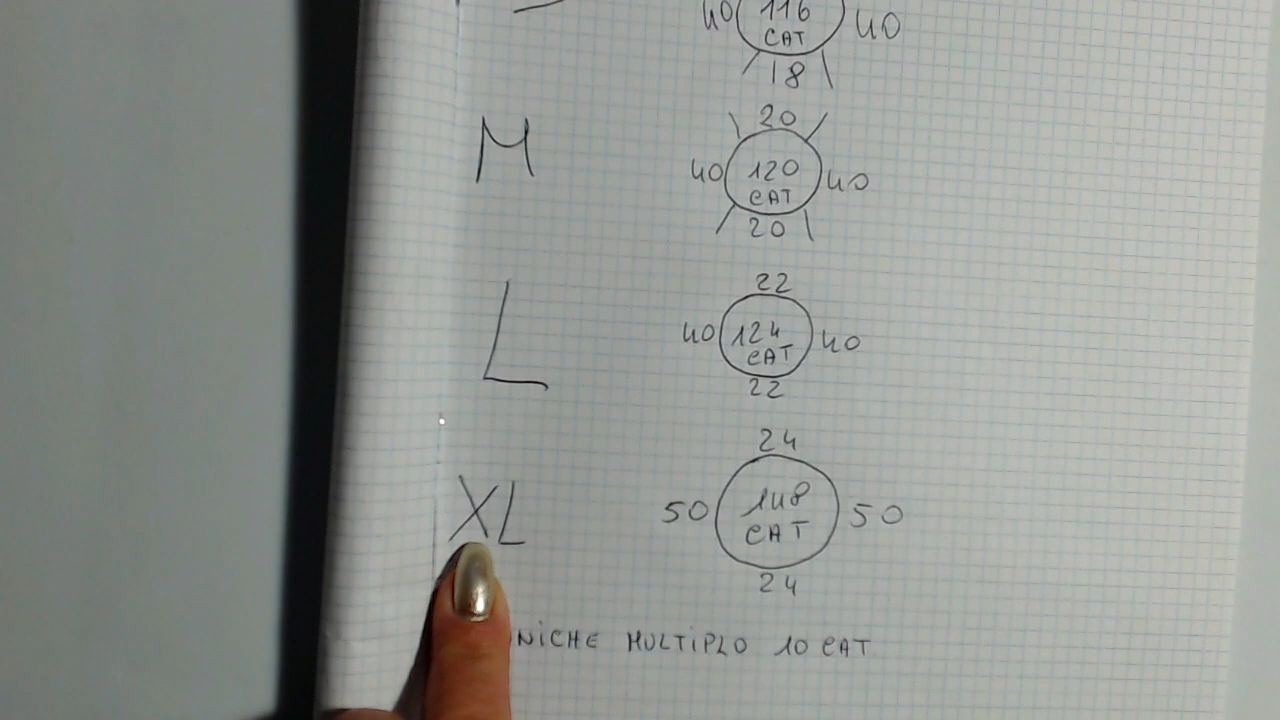 40 116 40
CAT
18
20
M 40 120 40
CAT
20
22
L 40 124 40
CAT
22
24
XL 50 148 50
CAT
24
NICHE MULTIPLO 10 CAT